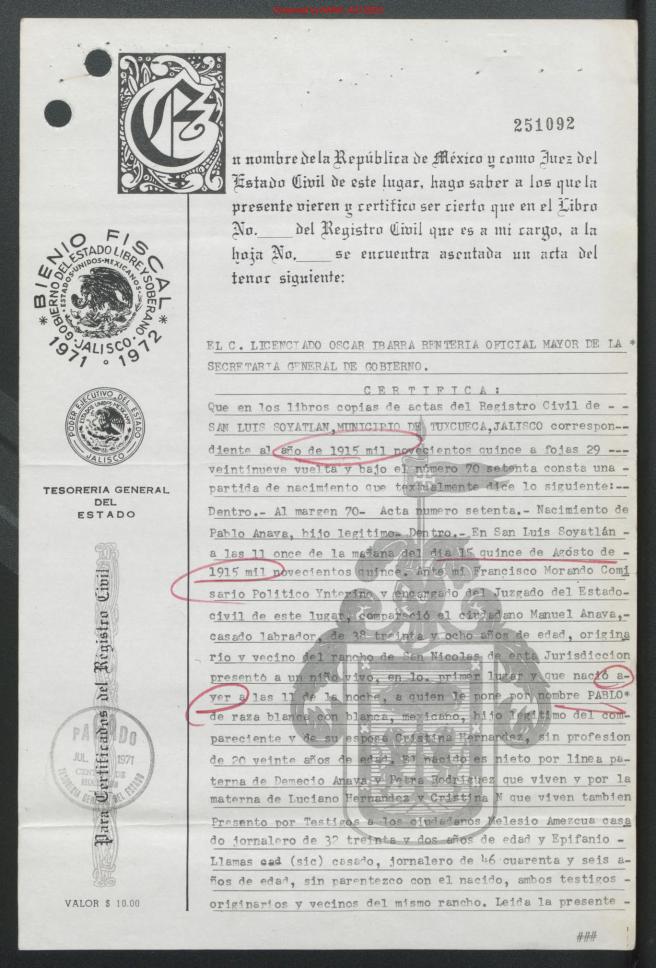 251092
En nombre de la República de México y como Juez del
Estado Civil de este lugar, hago saber a los que la
presente vieren y certifico ser cierto que en el Libro
No.____ del Registro Civil que es a mi cargo, a la
hoja No.____ se encuentra asentada un acta del
tenor siguiente:
BIENIO FISCAL
GOBIERNO DEL ESTADO LIBRE Y SOBERANO
ESTADOS-UNIDOS-MEXICANOS
JALISCO
1971 ° 1972
PODER EJECUTIVO DEL ESTADO
JALISCO
TESORERIA GENERAL
DEL
ESTADO
Para Certificados del Registro Civil
PAGADO
JUL. 1971
VALOR $ 10.00
EL C. LICENCIADO OSCAR IBARRA RENTERIA OFICIAL MAYOR DE LA *
SECRETARIA GENERAL DE GOBIERNO.
C E R T I F I C A :
Que en los libros copias de actas del Registro Civil de - -
SAN LUIS SOYATLAN,MUNICIPIO DE TUXCUECA,JALISCO correspon--
diente al año de 1915 mil novecientos quince a fojas 29 ---
veintinueve vuelta y bajo el número 70 setenta consta una -
partida de nacimiento que textualmente dice lo siguiente:--
Dentro.- Al margen 70- Acta numero setenta.- Nacimiento de
Pablo Anaya, hijo legitimo- Dentro.- En San Luis Soyatlán -
a las 11 once de la mañana del dia 15 quince de Agósto de -
1915 mil novecientos quince. Ante mi Francisco Morando Comi
sario Politico Ynterino y encargado del Juzgado del Estado-
civil de este lugar, compareció el ciudadano Manuel Anaya,-
casado labrador, de 38 treinta y ocho años de edad, origina
rio y vecino del rancho de San Nicolas de esta Jurisdiccion
presentó a un niño vivo, en lo. primer lugar y que nació a-
yer a las 11 de la noche, a quien le pone por nombre PABLO*
de raza blanca con blanca, mexicano, hijo legitimo del com-
pareciente y de su esposa Cristina Hernandez, sin profesion
de 20 veinte años de edad, El nacido es nieto por linea pa-
terna de Demecio Anaya y Petra Rodriguez que viven y por la
materna de Luciano Hernandez y Cristina N que viven tambien
Presento por Testigos a los ciudadanos Melesio Amezcua casa
do jornalero de 32 treinta y dos años de edad y Epifanio -
Llamas cad (sic) casado, jornalero de 46 cuarenta y seis a-
ños de edad, sin parentezco con el nacido, ambos testigos -
originarios y vecinos del mismo rancho. Leida la presente -
###